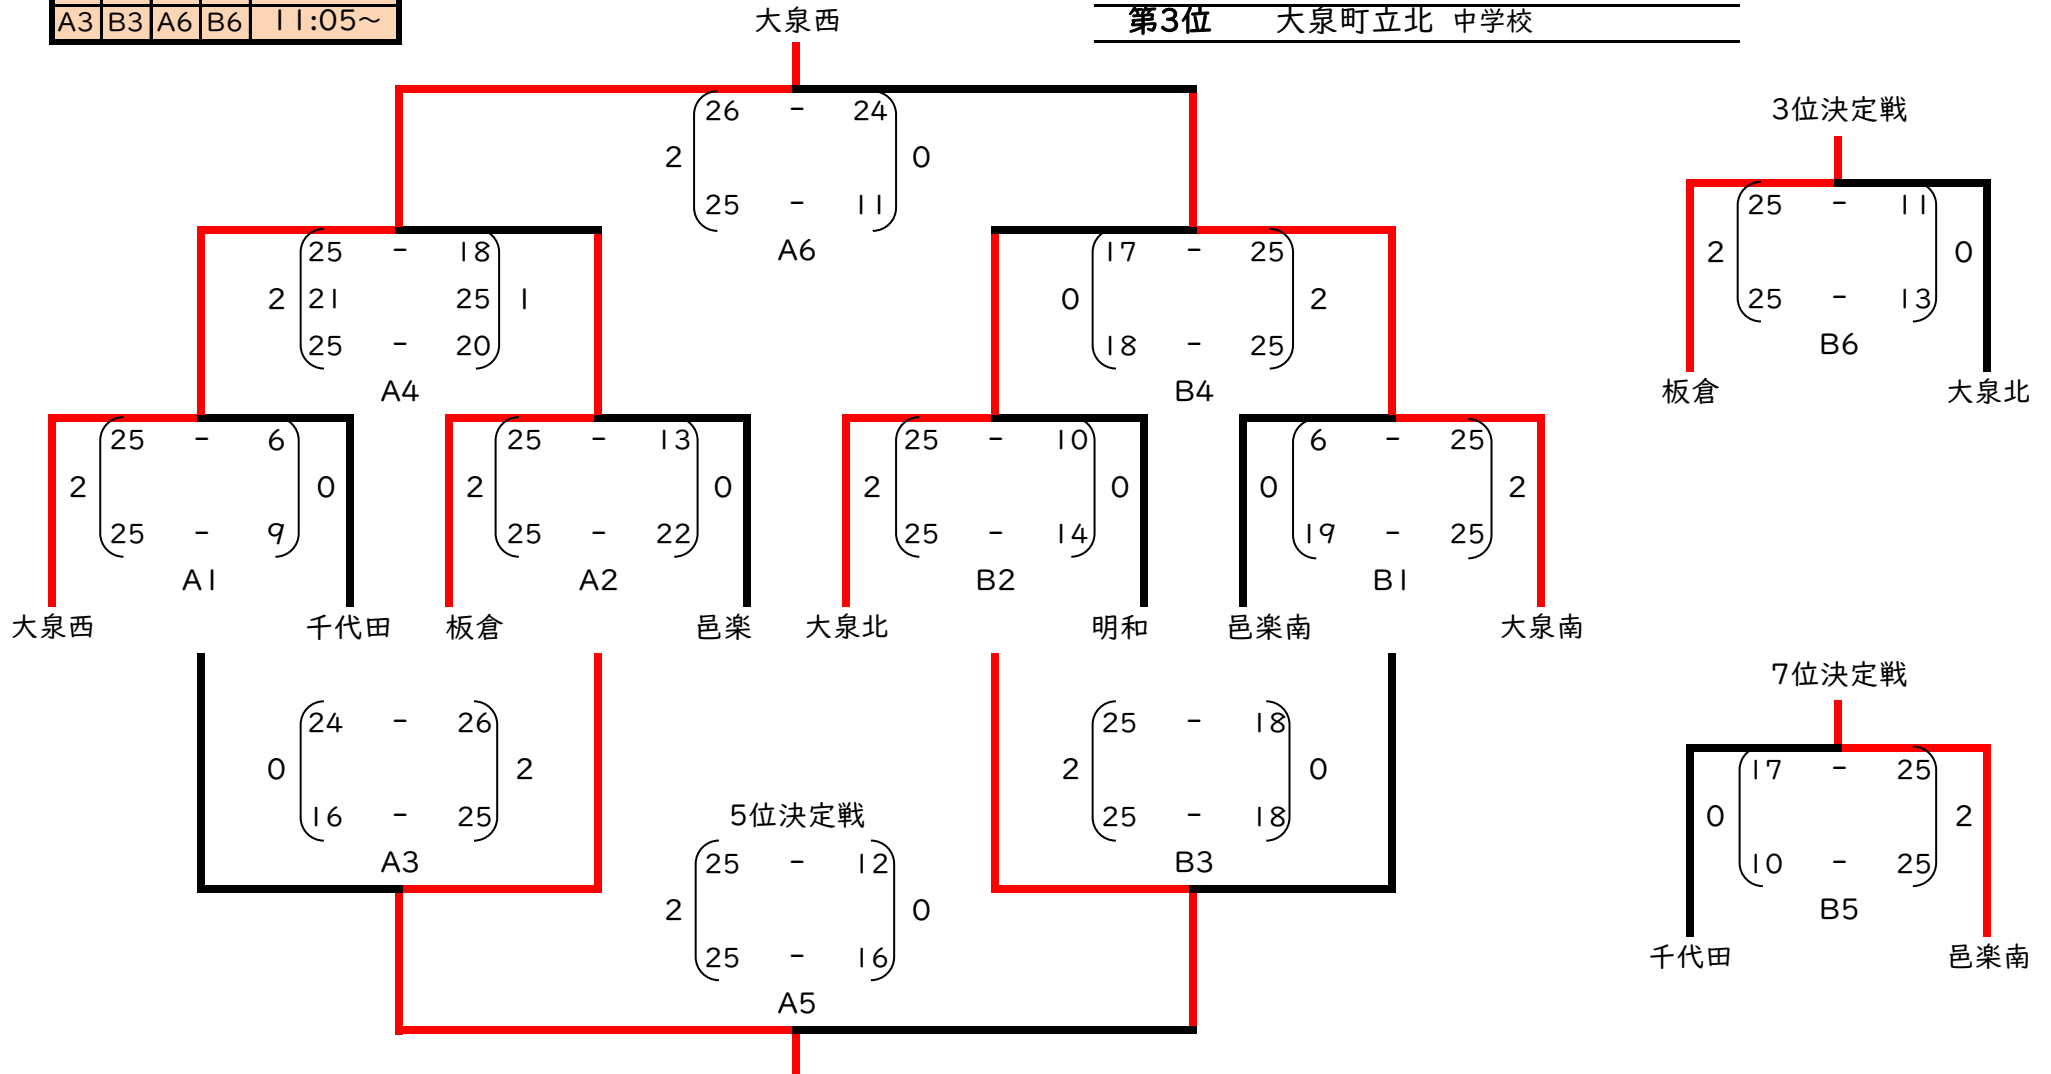 A3 B3 A6 B6 11:05～
大泉西
第3位 大泉町立北 中学校
26 - 24
2 0
25 - 11
A6
3位決定戦
25 - 11
2 0
25 - 13
B6
板倉 大泉北
25 - 18
2 21 25 1
25 - 20
A4
17 - 25
0 2
18 - 25
B4
25 - 6
2 0
25 - 9
A1
25 - 13
2 0
25 - 22
A2
25 - 10
2 0
25 - 14
B2
6 - 25
0 2
19 - 25
B1
大泉西 千代田 板倉 邑楽 大泉北 明和 邑楽南 大泉南
24 - 26
0 2
16 - 25
A3
25 - 18
2 0
25 - 18
B3
5位決定戦
25 - 12
2 0
25 - 16
A5
7位決定戦
17 - 25
0 2
10 - 25
B5
千代田 邑楽南